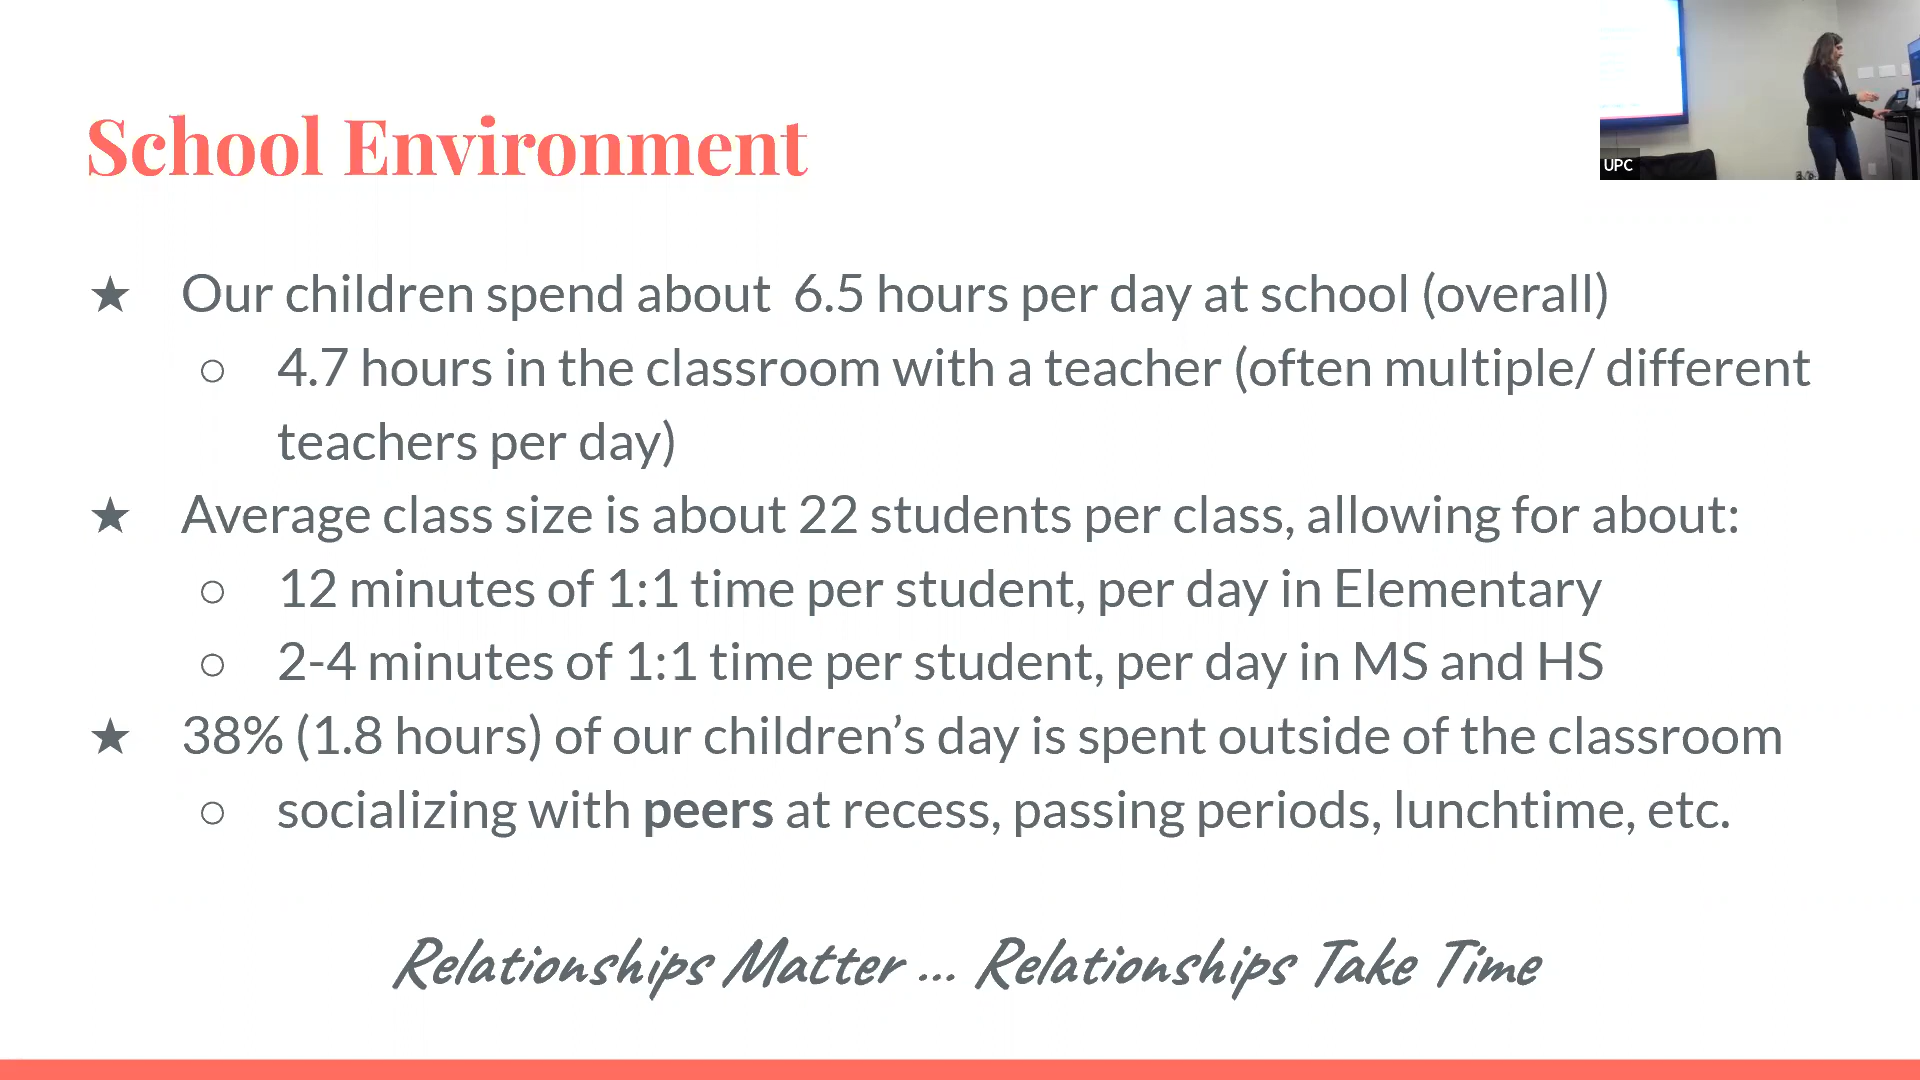 School Environment
UPC
★ Our children spend about 6.5 hours per day at school (overall)
○ 4.7 hours in the classroom with a teacher (often multiple/ different
teachers per day)
★ Average class size is about 22 students per class, allowing for about:
○ 12 minutes of 1:1 time per student, per day in Elementary
○ 2-4 minutes of 1:1 time per student, per day in MS and HS
★ 38% (1.8 hours) of our children’s day is spent outside of the classroom
○ socializing with peers at recess, passing periods, lunchtime, etc.
Relationships Matter ... Relationships Take Time